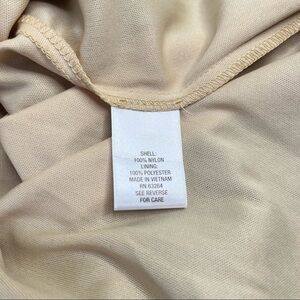 SHELL:
100% NYLON
LINING:
100% POLYESTER
MADE IN VIETNAM
RN 63264
SEE REVERSE
FOR CARE